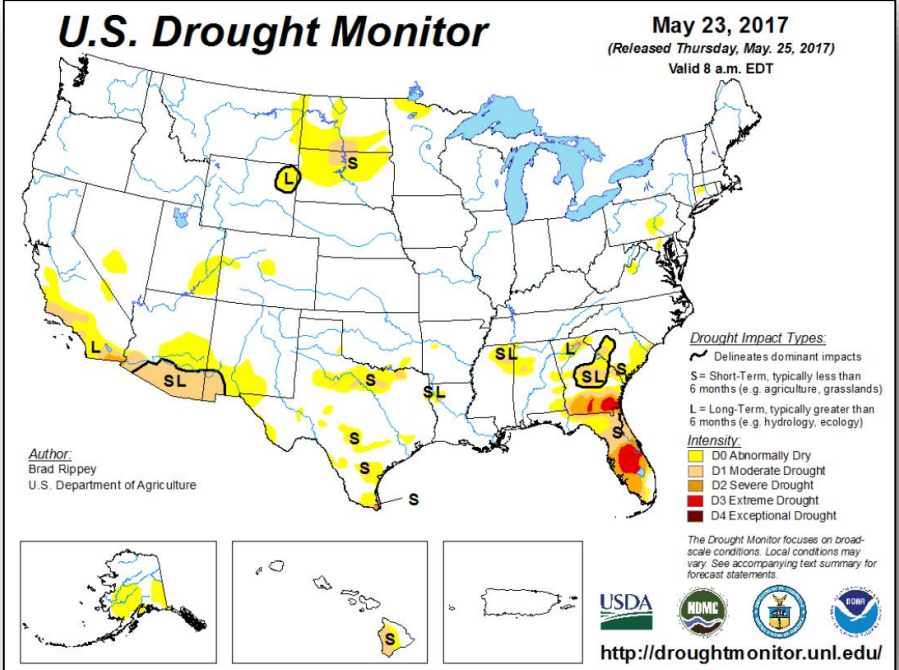 U.S. Drought Monitor
May 23, 2017
(Released Thursday, May. 25, 2017)
Valid 8 a.m. EDT
L
S
L
SL
S
S
S
S
SL
SL
L
SL
S
S
Drought Impact Types:
Delineates dominant impacts
S = Short-Term, typically less than
6 months (e.g. agriculture, grasslands)
L = Long-Term, typically greater than
6 months (e.g. hydrology, ecology)
Intensity:
D0 Abnormally Dry
D1 Moderate Drought
D2 Severe Drought
D3 Extreme Drought
D4 Exceptional Drought
Author:
Brad Rippey
U.S. Department of Agriculture
S
The Drought Monitor focuses on broad-
scale conditions. Local conditions may
vary. See accompanying text summary for
forecast statements.
USDA
NDMC
NOAA
http://droughtmonitor.unl.edu/